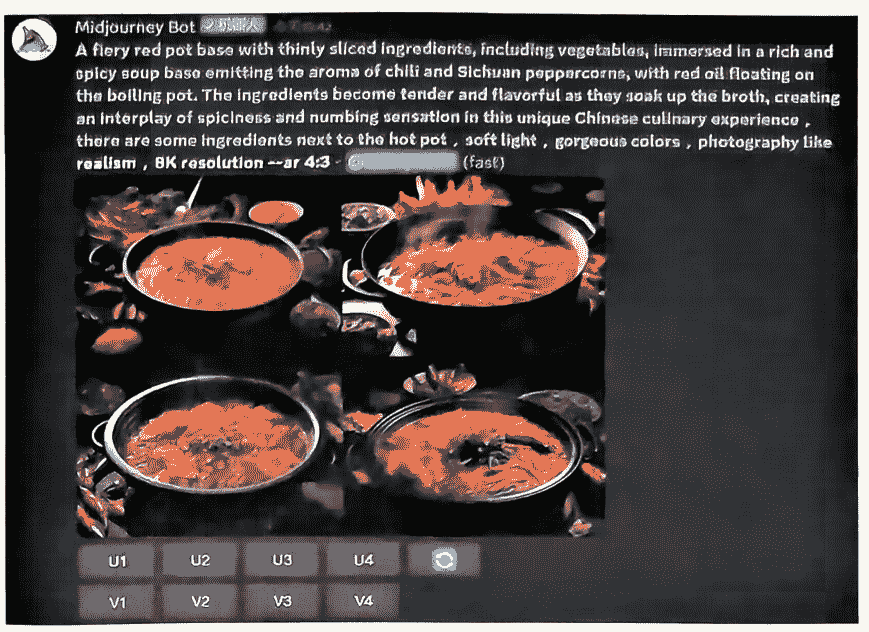 Midjourney Bot
A fiery red pot base with thinly sliced ingredients, including vegetables, immersed in a rich and
spicy soup base emitting the aroma of chili and Sichuan peppercorns, with red oil floating on
the boiling pot. The ingredients become tender and flavorful as they soak up the broth, creating
an interplay of spiciness and numbing sensation in this unique Chinese culinary experience ,
there are some ingredients next to the hot pot , soft light , gorgeous colors , photography like
realism , 8K resolution --ar 4:3 - (fast)
U1 U2 U3 U4
V1 V2 V3 V4